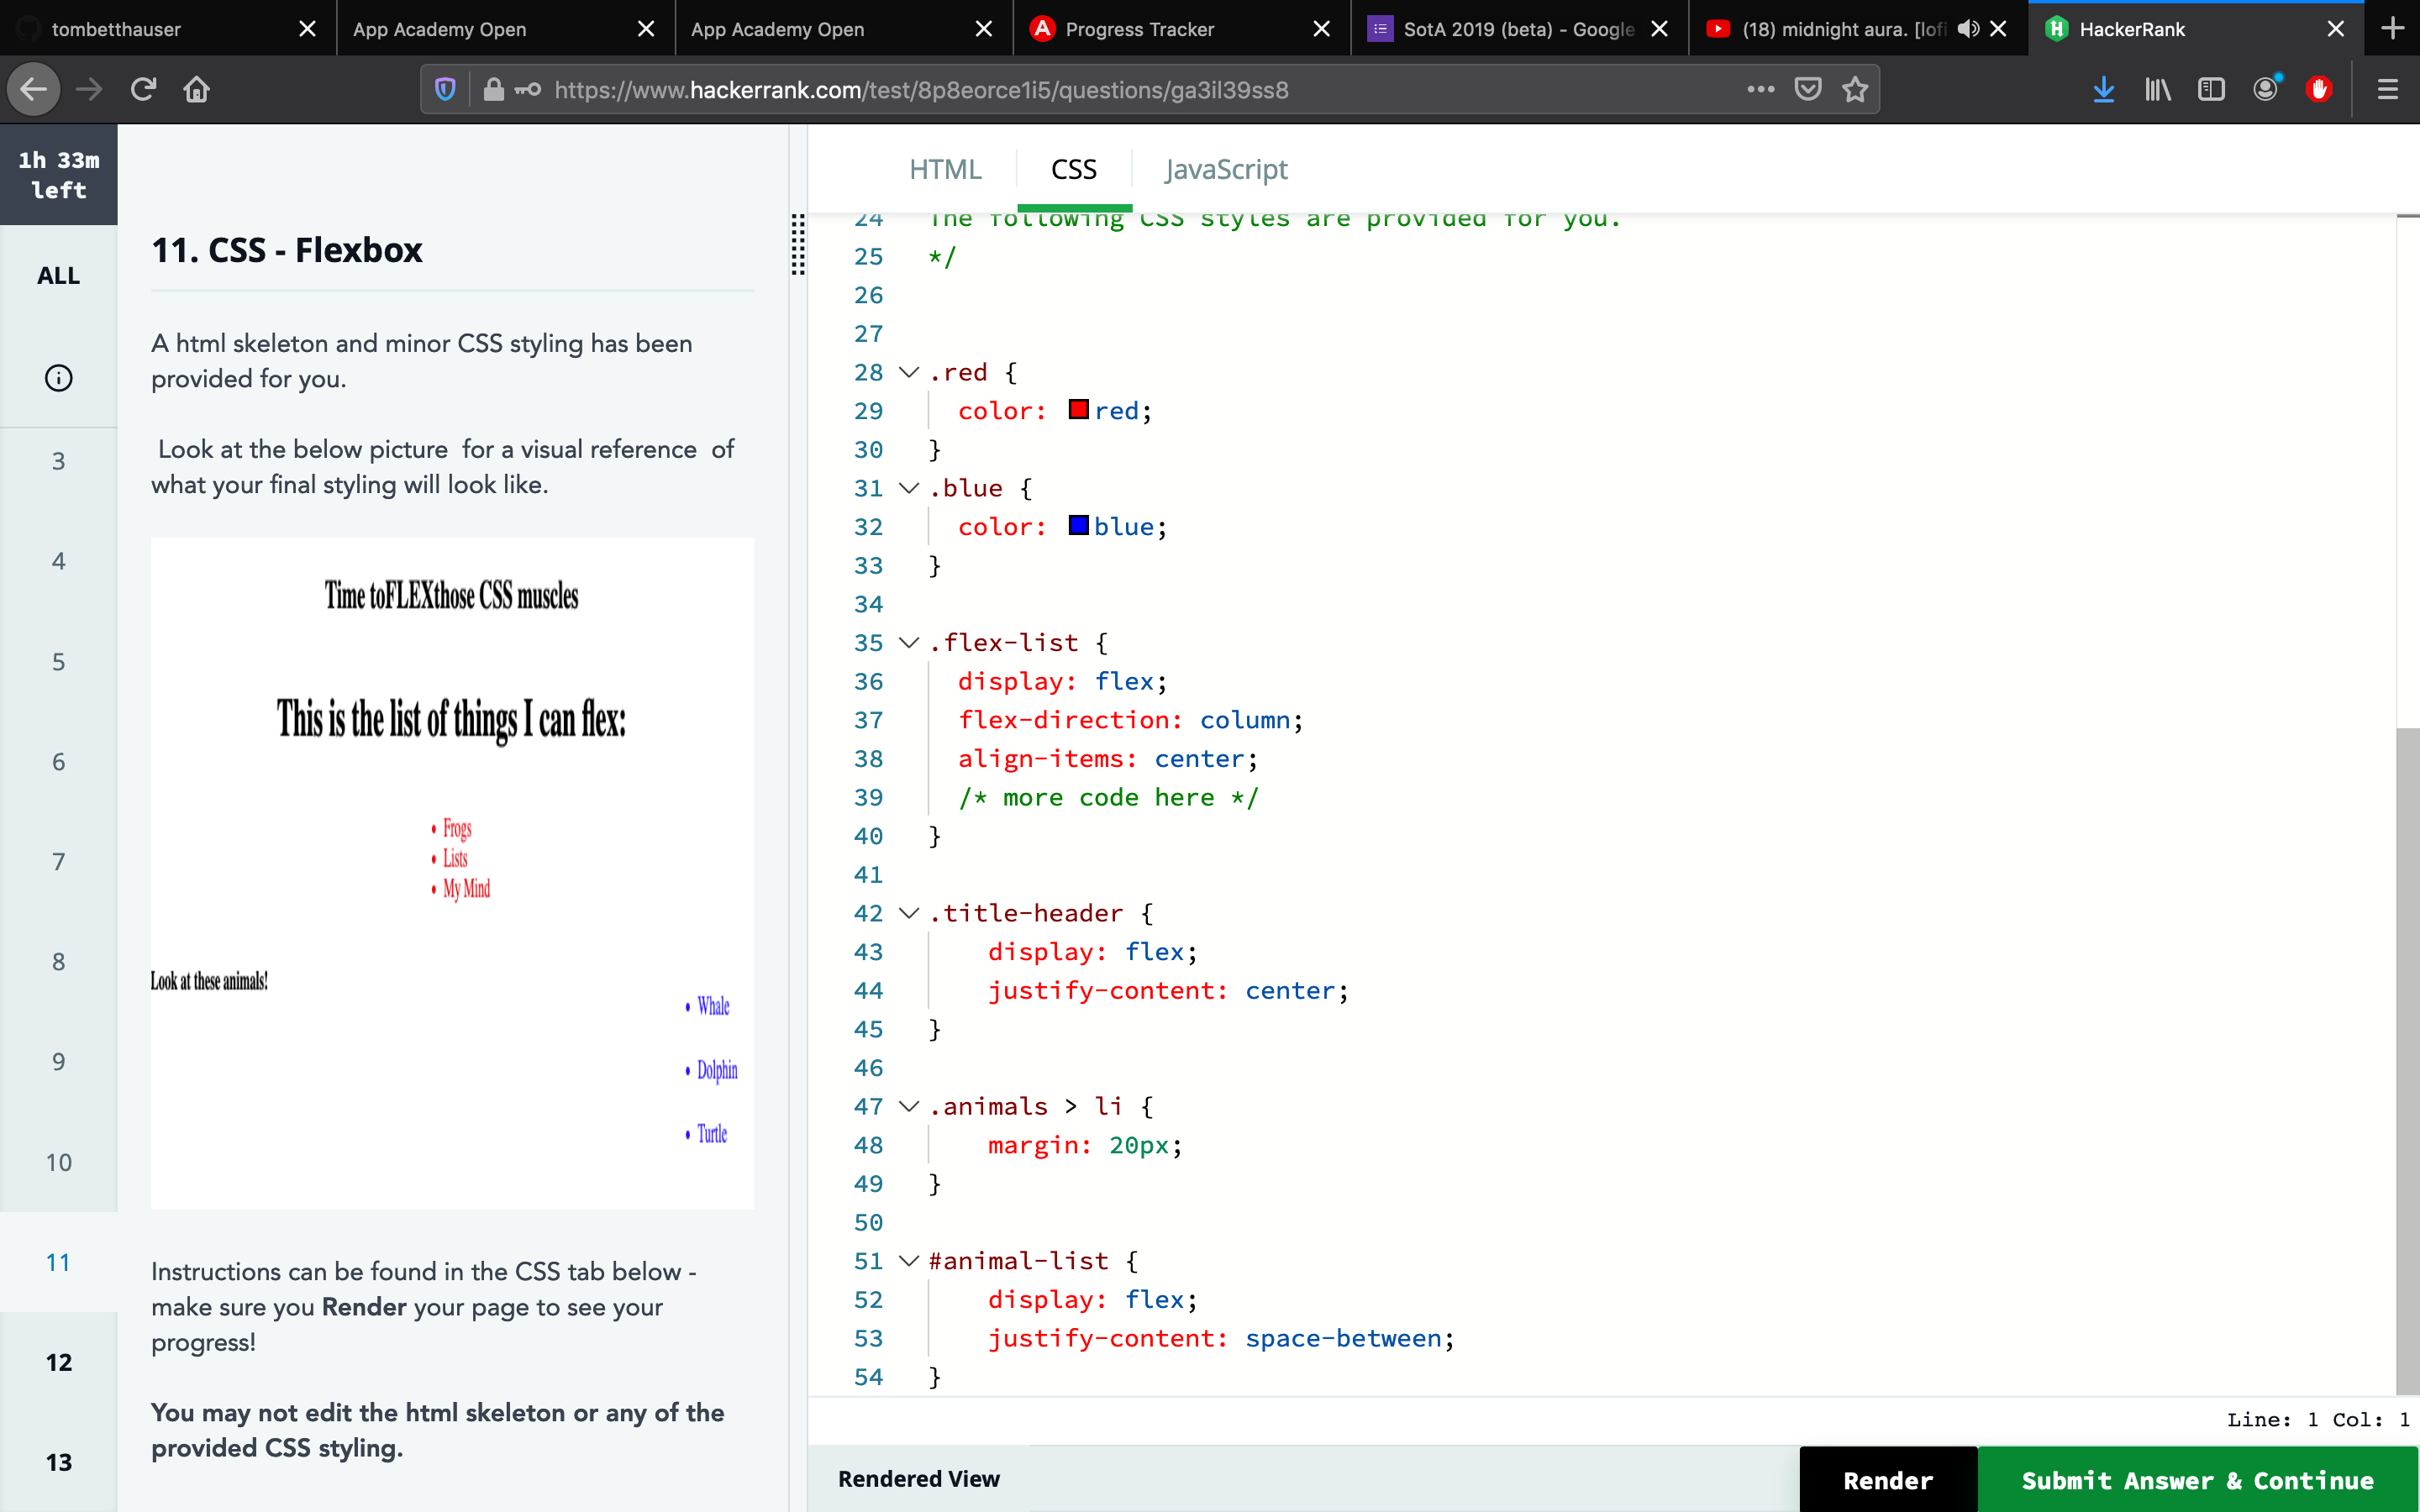 tombetthauser
App Academy Open
App Academy Open
Progress Tracker
SotA 2019 (beta) - Google
(18) midnight aura. [lofi
HackerRank
https://www.hackerrank.com/test/8p8eorce1i5/questions/ga3il39ss8
1h 33m
left
ALL
3
4
5
6
7
8
9
10
11
12
13
11. CSS - Flexbox
A html skeleton and minor CSS styling has been
provided for you.
Look at the below picture for a visual reference of
what your final styling will look like.
Time toFLEXthose CSS muscles
This is the list of things I can flex:
• Frogs
• Lists
• My Mind
Look at these animals!
• Whale
• Dolphin
• Turtle
Instructions can be found in the CSS tab below -
make sure you Render your page to see your
progress!
You may not edit the html skeleton or any of the
provided CSS styling.
HTML
CSS
JavaScript
24 The following CSS styles are provided for you.
25 */
26
27
28 .red {
29 color: red;
30 }
31 .blue {
32 color: blue;
33 }
34
35 .flex-list {
36 display: flex;
37 flex-direction: column;
38 align-items: center;
39 /* more code here */
40 }
41
42 .title-header {
43 display: flex;
44 justify-content: center;
45 }
46
47 .animals > li {
48 margin: 20px;
49 }
50
51 #animal-list {
52 display: flex;
53 justify-content: space-between;
54 }
Line: 1 Col: 1
Rendered View
Render
Submit Answer & Continue